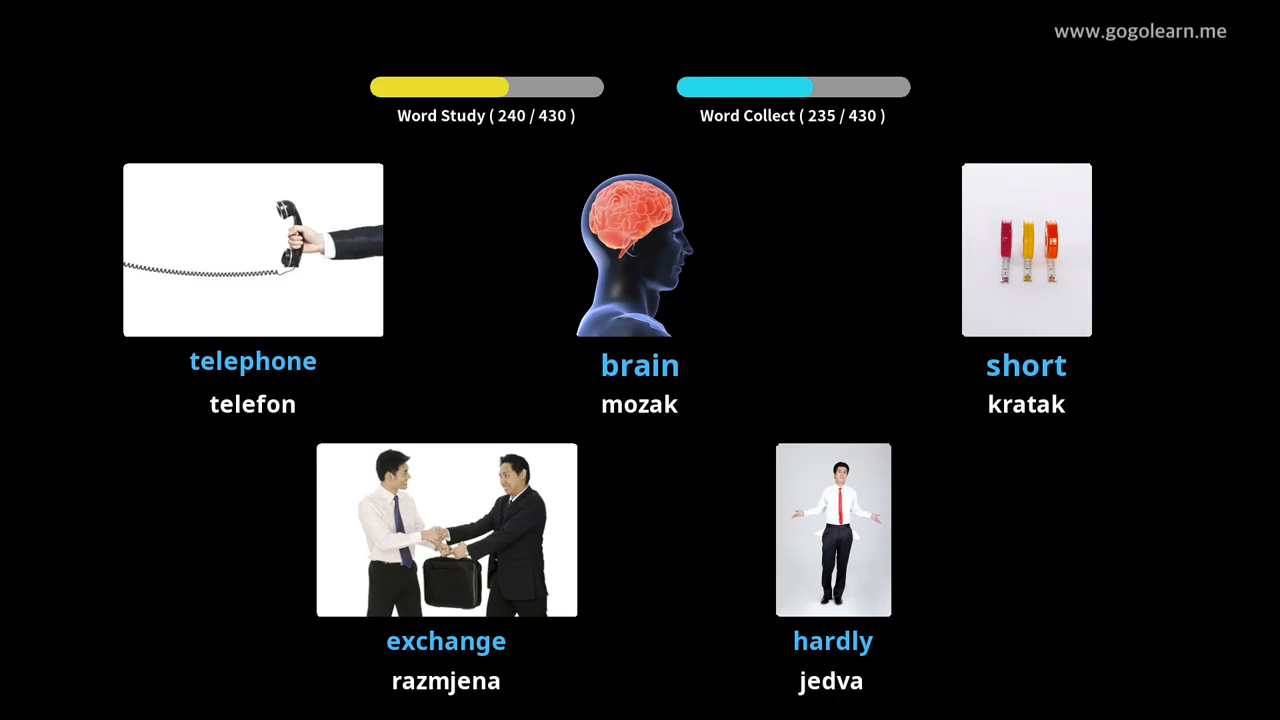 www.gogolearn.me
Word Study ( 240 / 430 )
Word Collect ( 235 / 430 )
telephone
telefon
brain
mozak
short
kratak
exchange
razmjena
hardly
jedva